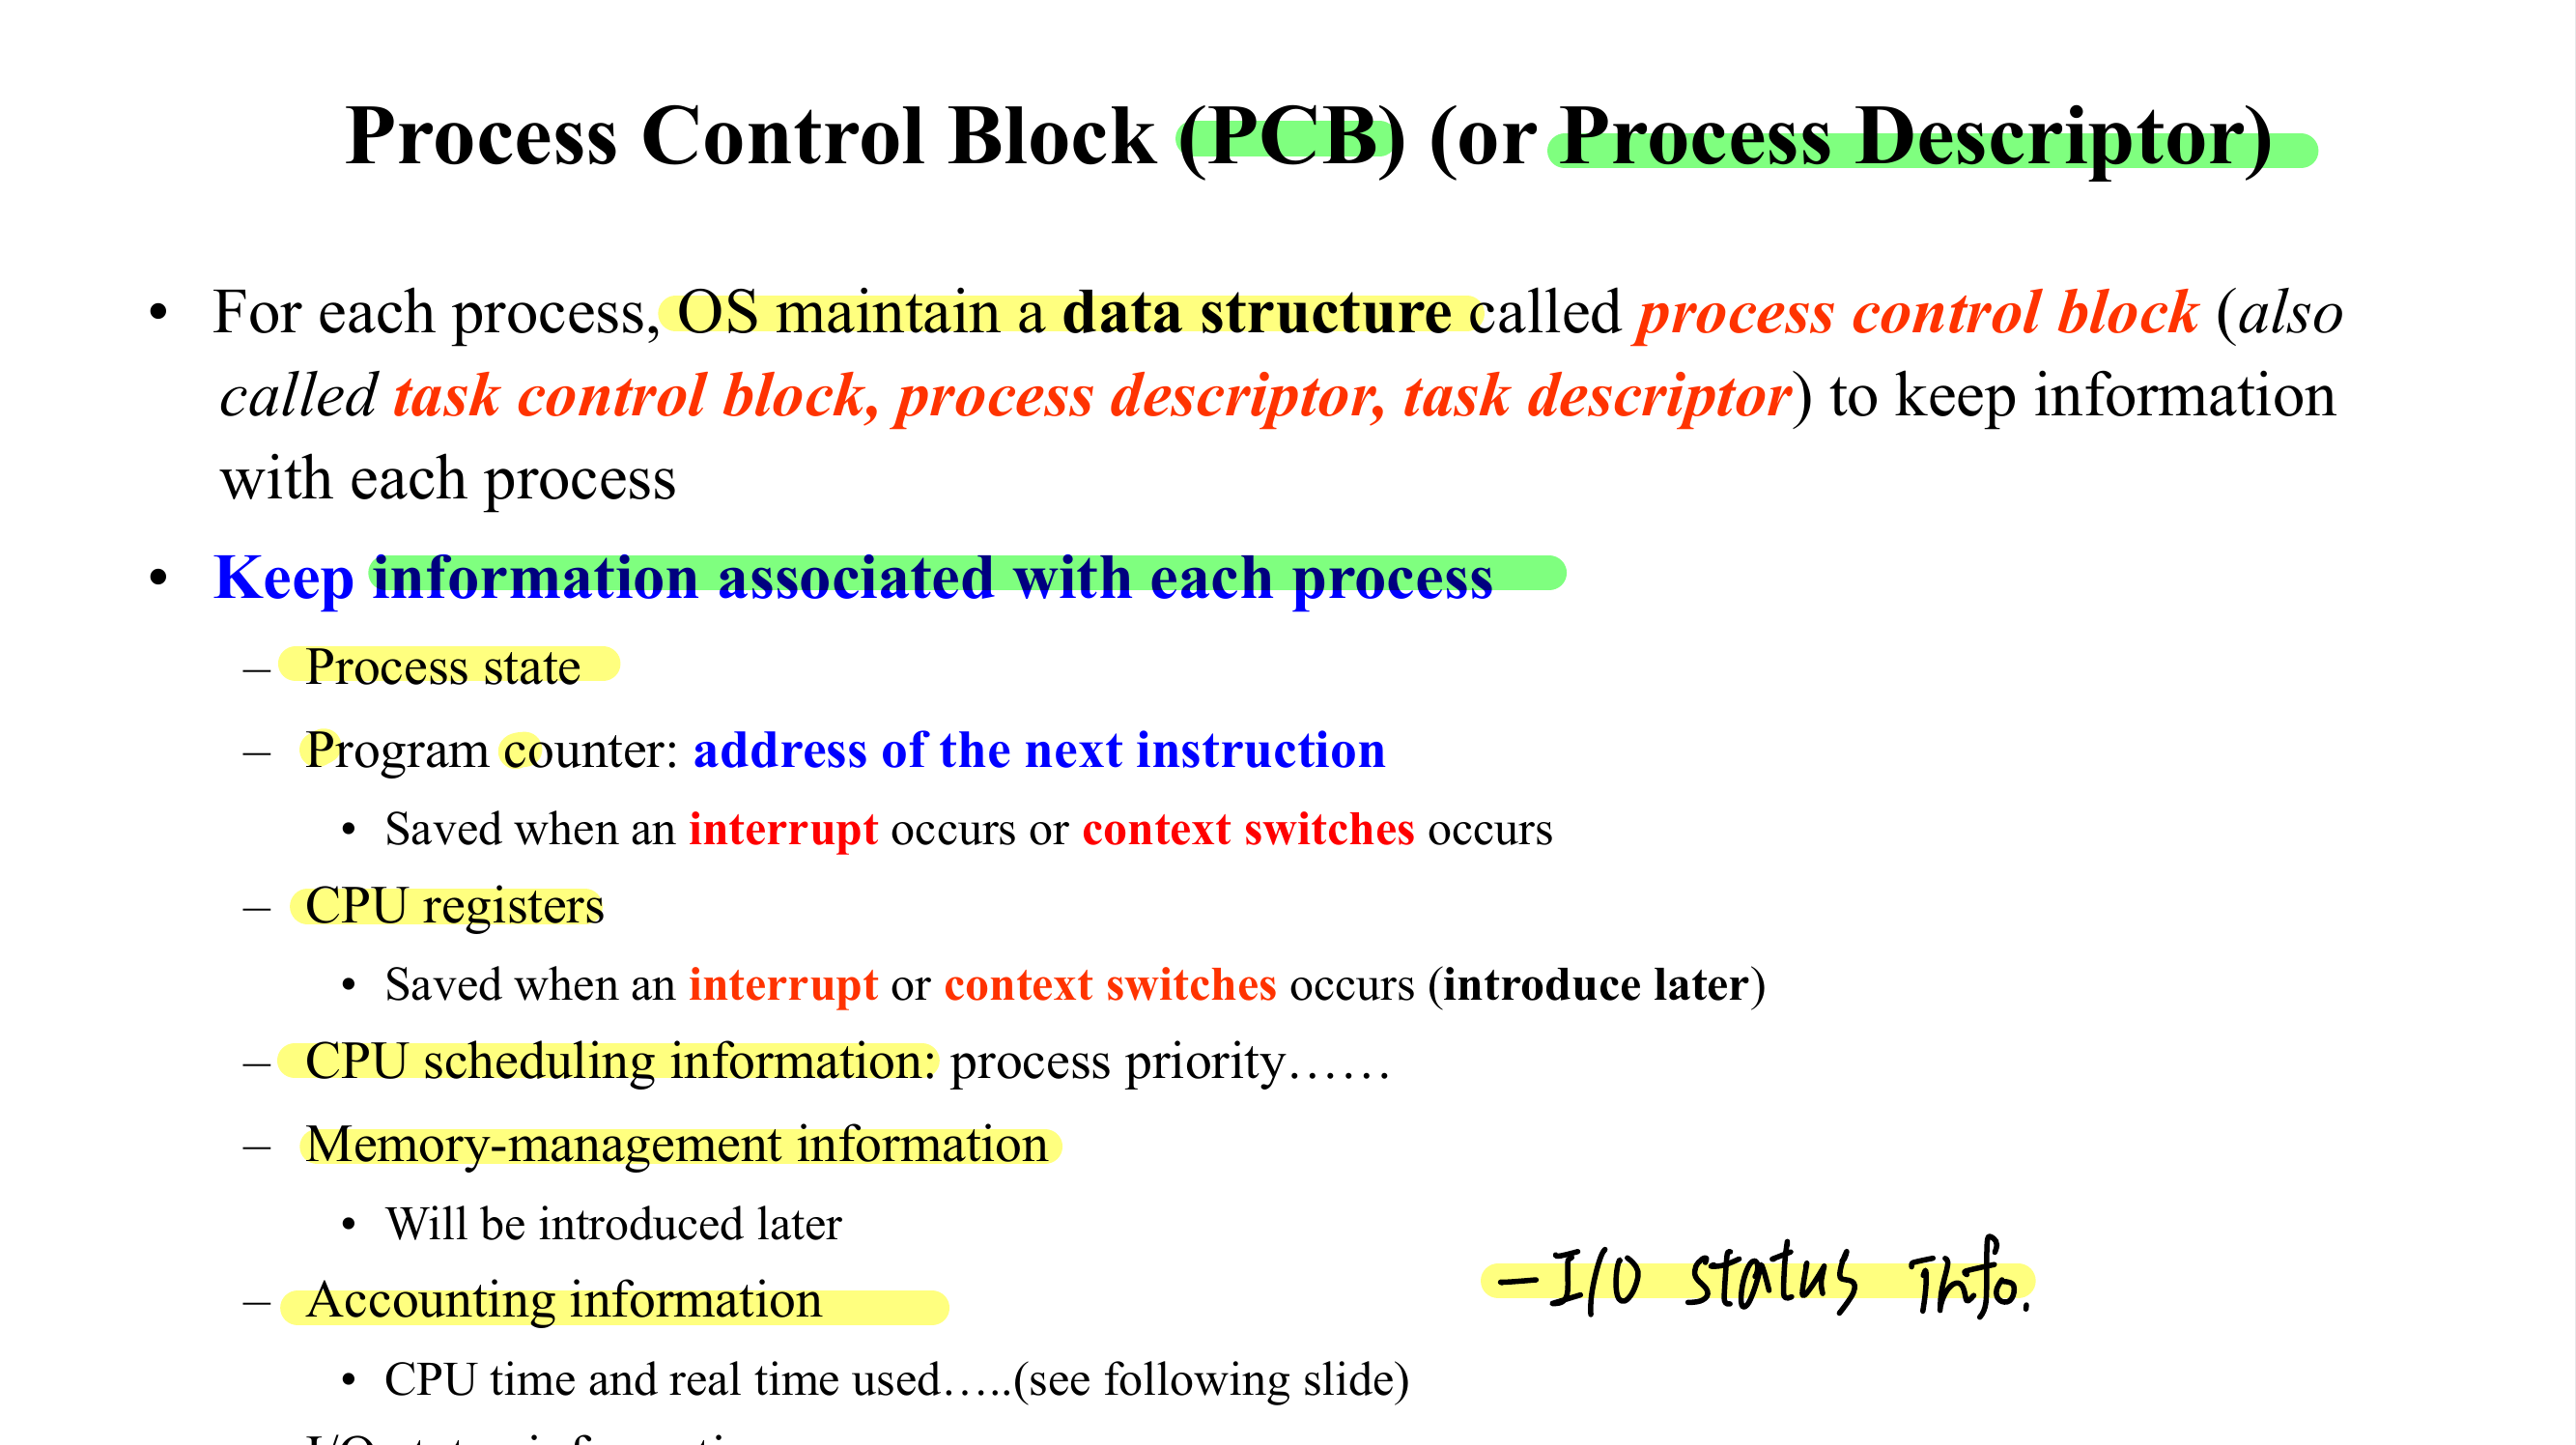 Process Control Block (PCB) (or Process Descriptor)
• For each process, OS maintain a data structure called process control block (also
called task control block, process descriptor, task descriptor) to keep information
with each process
• Keep information associated with each process
– Process state
– Program counter: address of the next instruction
• Saved when an interrupt occurs or context switches occurs
– CPU registers
• Saved when an interrupt or context switches occurs (introduce later)
– CPU scheduling information: process priority……
– Memory-management information
• Will be introduced later
– I/O status info.
– Accounting information
• CPU time and real time used…..(see following slide)